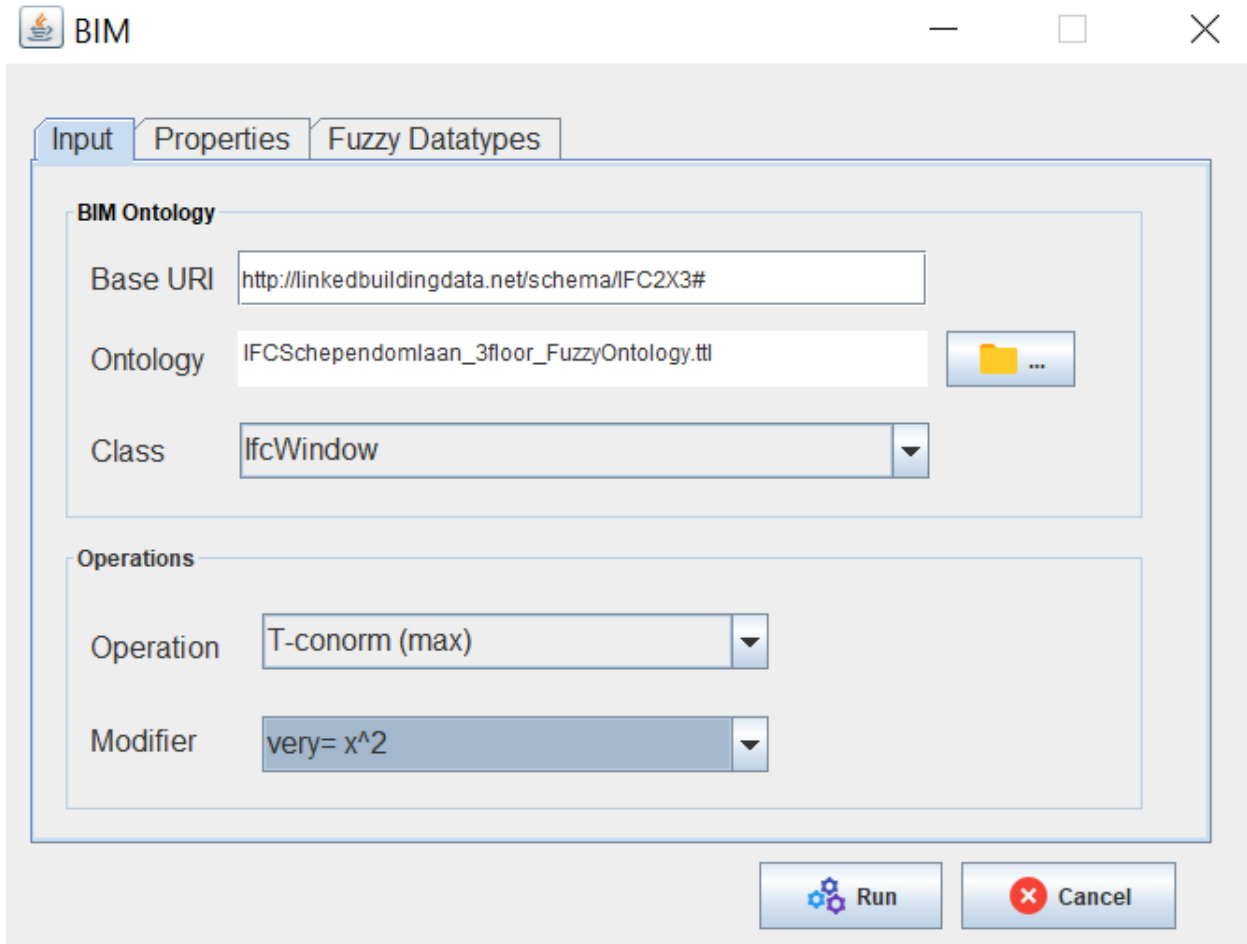 BIM
Input Properties Fuzzy Datatypes
BIM Ontology
Base URI http://linkedbuildingdata.net/schema/IFC2X3#
Ontology IFCSchependomlaan_3floor_FuzzyOntology.ttl ...
Class IfcWindow
Operations
Operation T-conorm (max)
Modifier very= x^2
Run Cancel